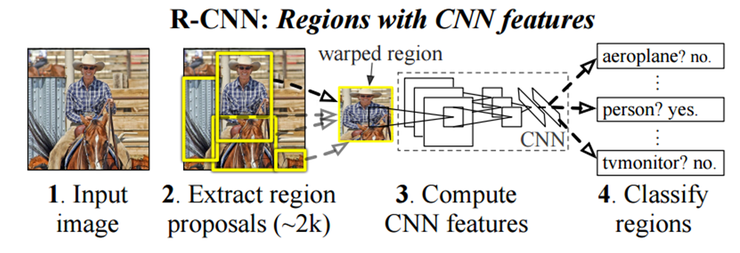 R-CNN: Regions with CNN features
warped region
aeroplane? no.
person? yes.
tvmonitor? no.
CNN
1. Input image
2. Extract region proposals (~2k)
3. Compute CNN features
4. Classify regions